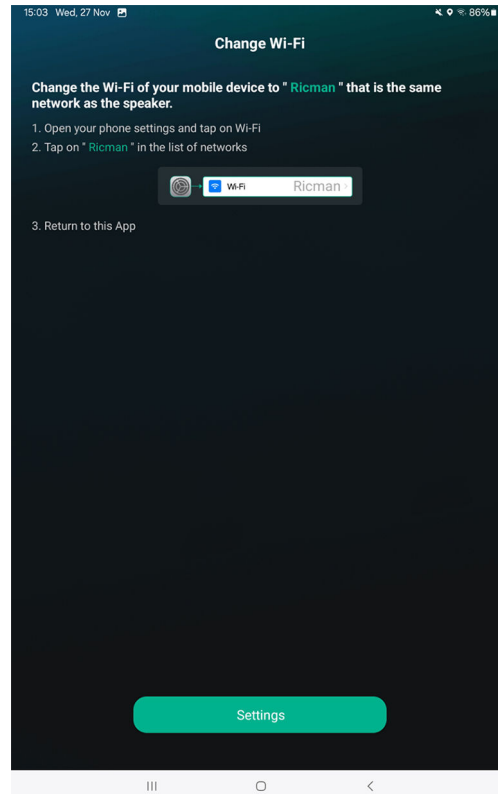 15:03 Wed, 27 Nov 86%
Change Wi-Fi
Change the Wi-Fi of your mobile device to " Ricman " that is the same
network as the speaker.
1. Open your phone settings and tap on Wi-Fi
2. Tap on " Ricman " in the list of networks
Wi-Fi Ricman
3. Return to this App
Settings